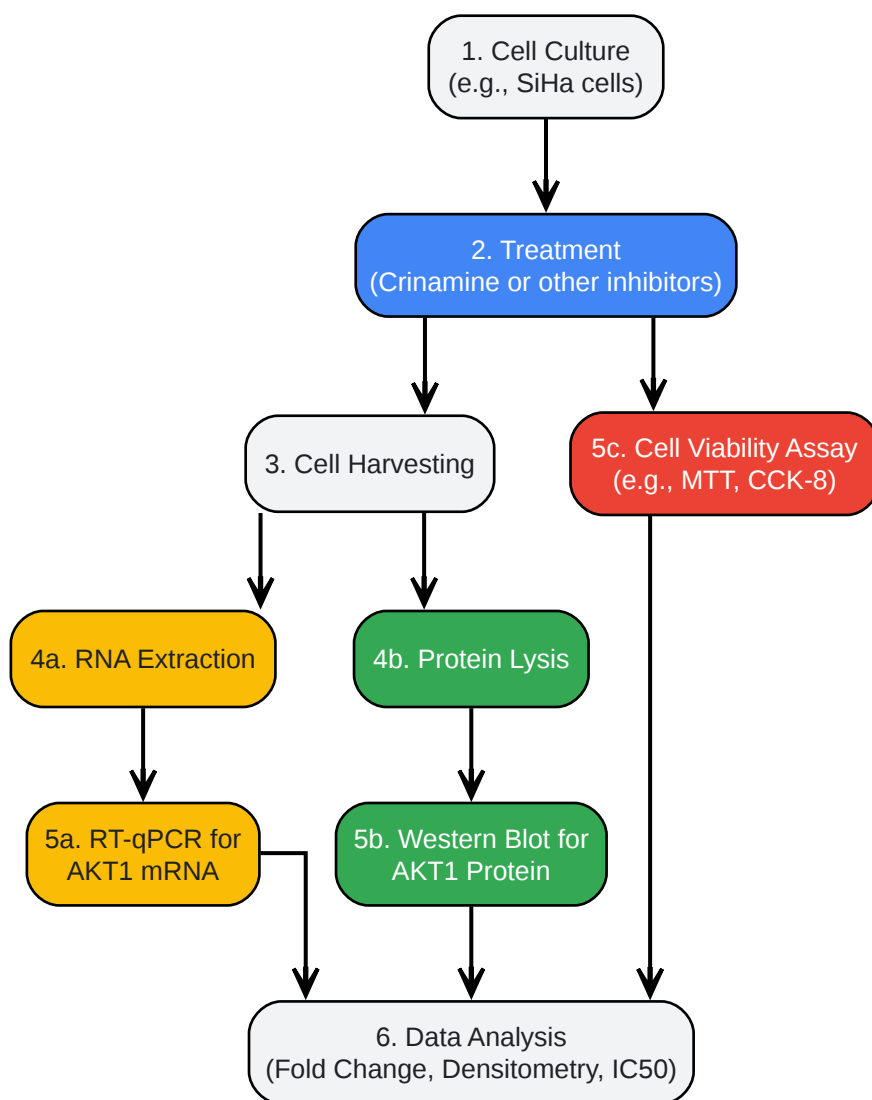 1. Cell Culture
(e.g., SiHa cells)
2. Treatment
(Crinamine or other inhibitors)
3. Cell Harvesting
5c. Cell Viability Assay
(e.g., MTT, CCK-8)
4a. RNA Extraction
4b. Protein Lysis
5a. RT-qPCR for
AKT1 mRNA
5b. Western Blot for
AKT1 Protein
6. Data Analysis
(Fold Change, Densitometry, IC50)